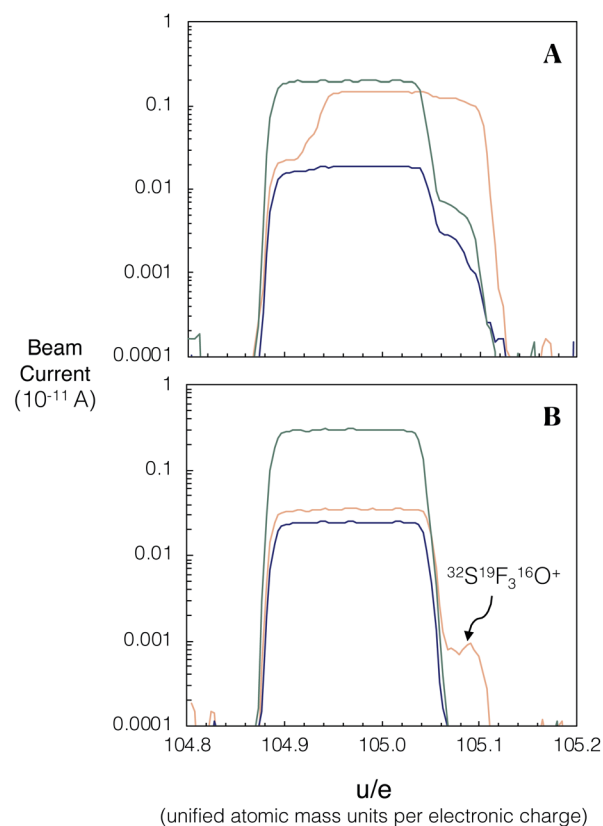 1
A
0.1
0.01
0.001
0.0001
Beam
Current
(10⁻¹¹ A)
1
B
0.1
0.01
³²S¹⁹F₃¹⁶O⁺
0.001
0.0001
104.8 104.9 105.0 105.1 105.2
u/e
(unified atomic mass units per electronic charge)